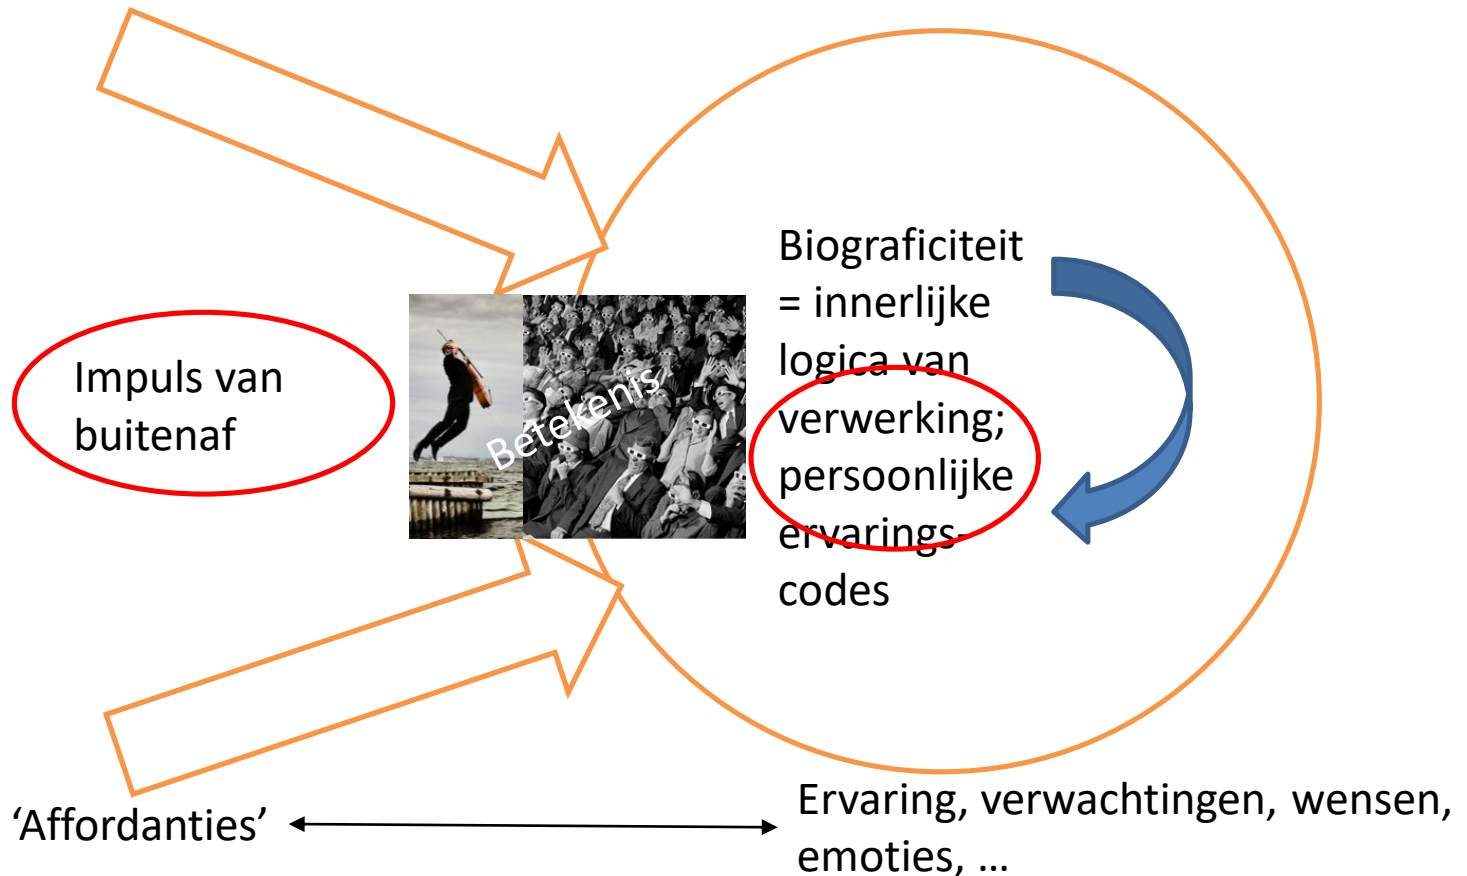 Biograficiteit
= innerlijke
logica van
verwerking;
persoonlijke
ervarings-
codes
Impuls van
buitenaf
Betekenis
‘Affordanties’
Ervaring, verwachtingen, wensen,
emoties, …